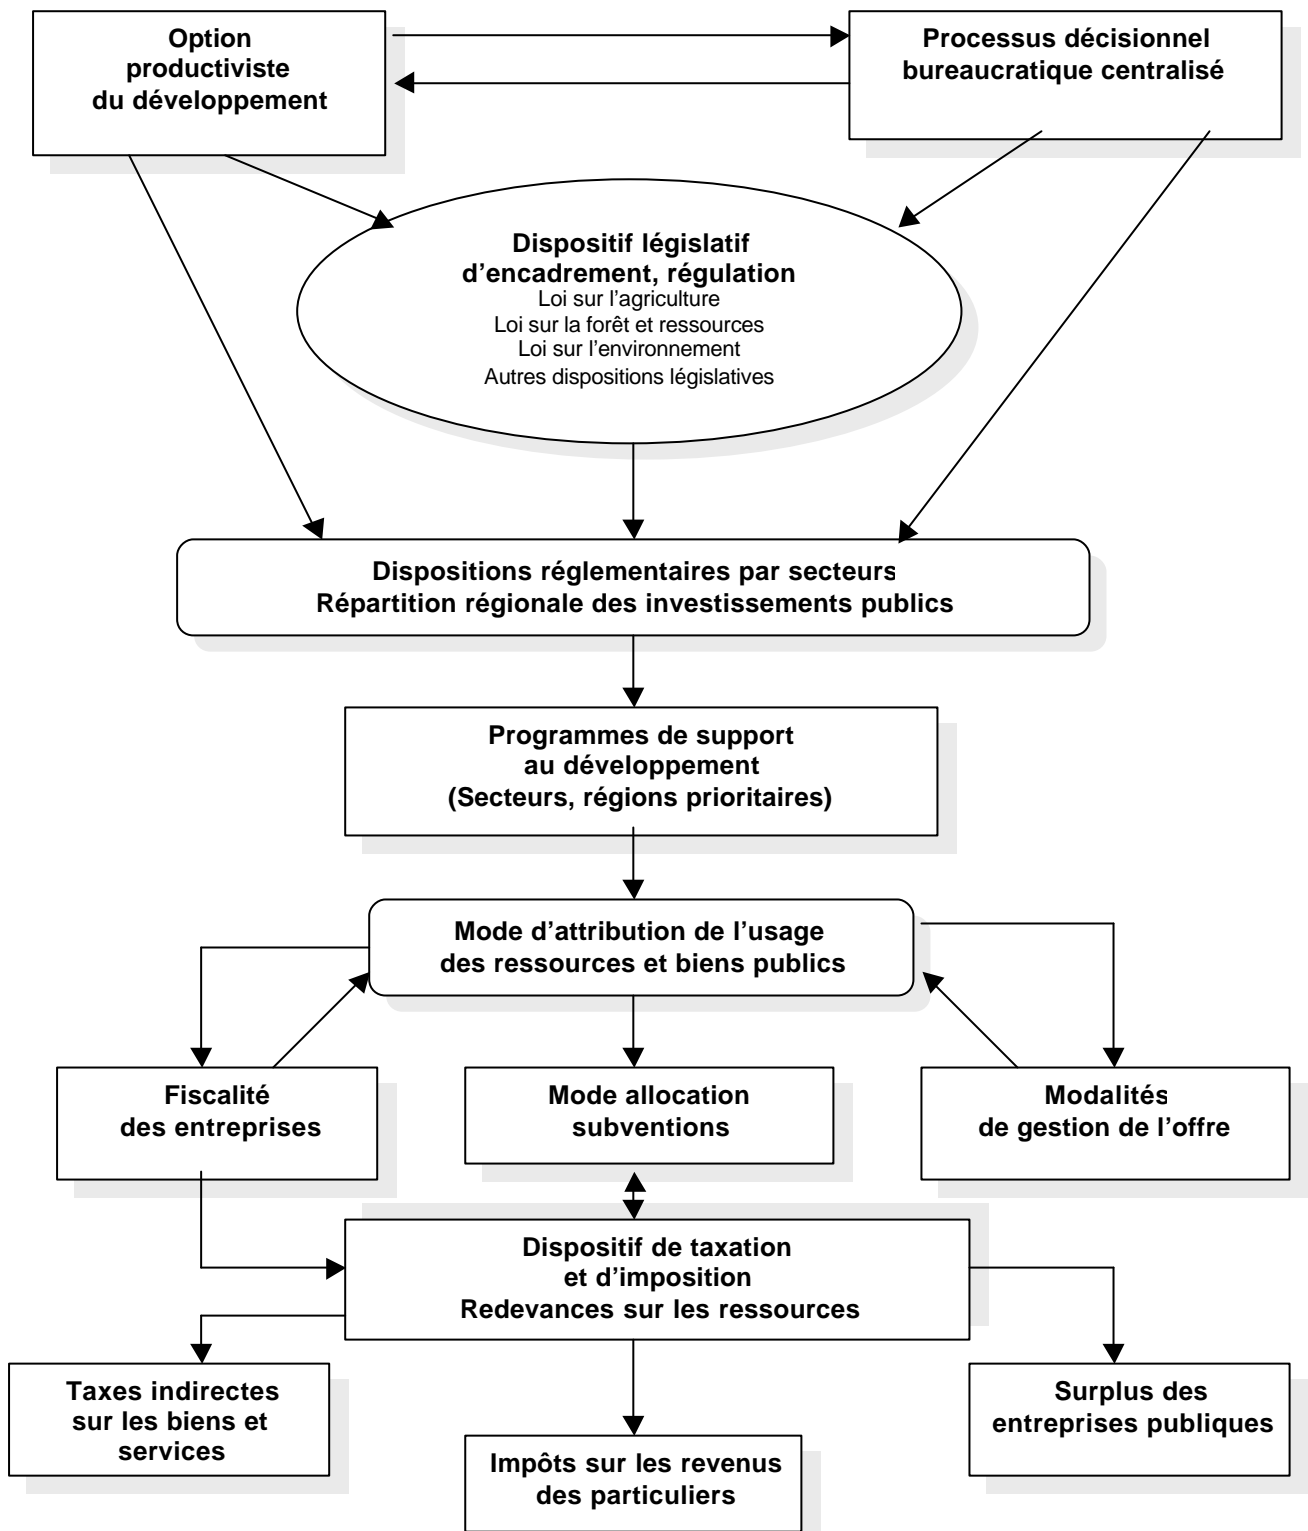 Option
productiviste
du développement
Processus décisionnel
bureaucratique centralisé
Dispositif législatif
d’encadrement, régulation
Loi sur l’agriculture
Loi sur la forêt et ressources
Loi sur l’environnement
Autres dispositions législatives
Dispositions réglementaires par secteurs
Répartition régionale des investissements publics
Programmes de support
au développement
(Secteurs, régions prioritaires)
Mode d’attribution de l’usage
des ressources et biens publics
Fiscalité
des entreprises
Mode allocation
subventions
Modalités
de gestion de l’offre
Dispositif de taxation
et d’imposition
Redevances sur les ressources
Taxes indirectes
sur les biens et
services
Impôts sur les revenus
des particuliers
Surplus des
entreprises publiques